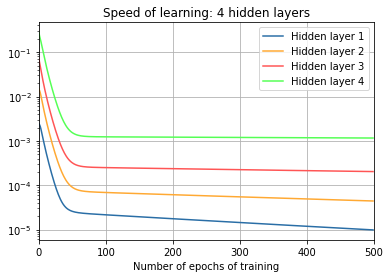 Speed of learning: 4 hidden layers
Hidden layer 1
Hidden layer 2
Hidden layer 3
Hidden layer 4
10⁻¹
10⁻²
10⁻³
10⁻⁴
10⁻⁵
0 100 200 300 400 500
Number of epochs of training